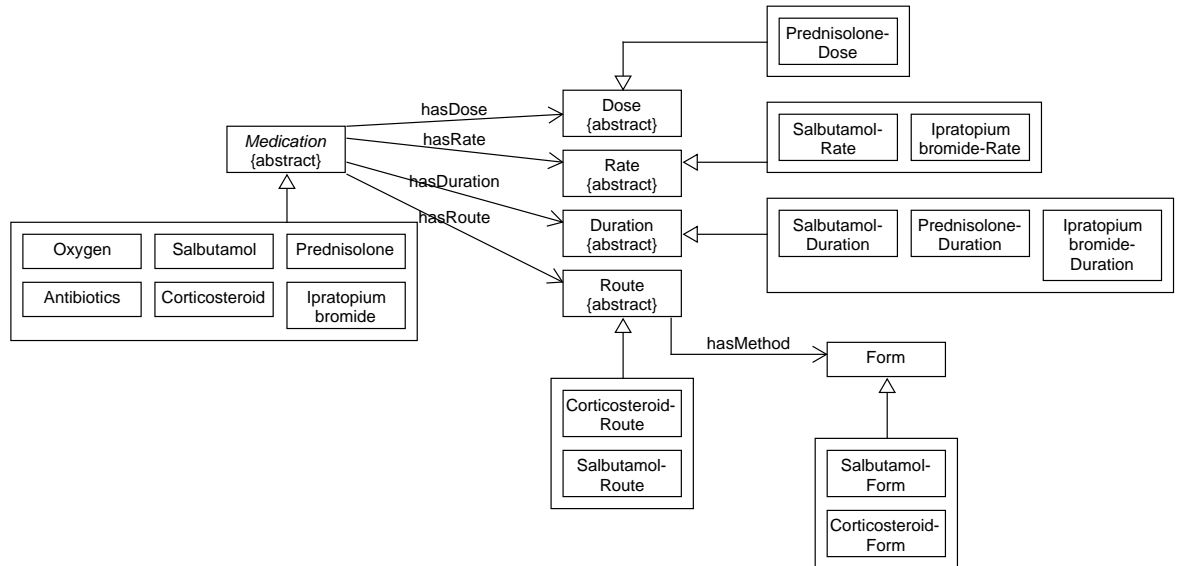 Prednisolone-
Dose
hasDose
Dose
{abstract}
Medication
{abstract}
hasRate
Rate
{abstract}
Salbutamol-
Rate
Ipratopium
bromide-Rate
hasDuration
hasRoute
Duration
{abstract}
Salbutamol-
Duration
Prednisolone-
Duration
Ipratopium
bromide-
Duration
Oxygen
Salbutamol
Prednisolone
Antibiotics
Corticosteroid
Ipratopium
bromide
Route
{abstract}
hasMethod
Form
Corticosteroid-
Route
Salbutamol-
Route
Salbutamol-
Form
Corticosteroid-
Form